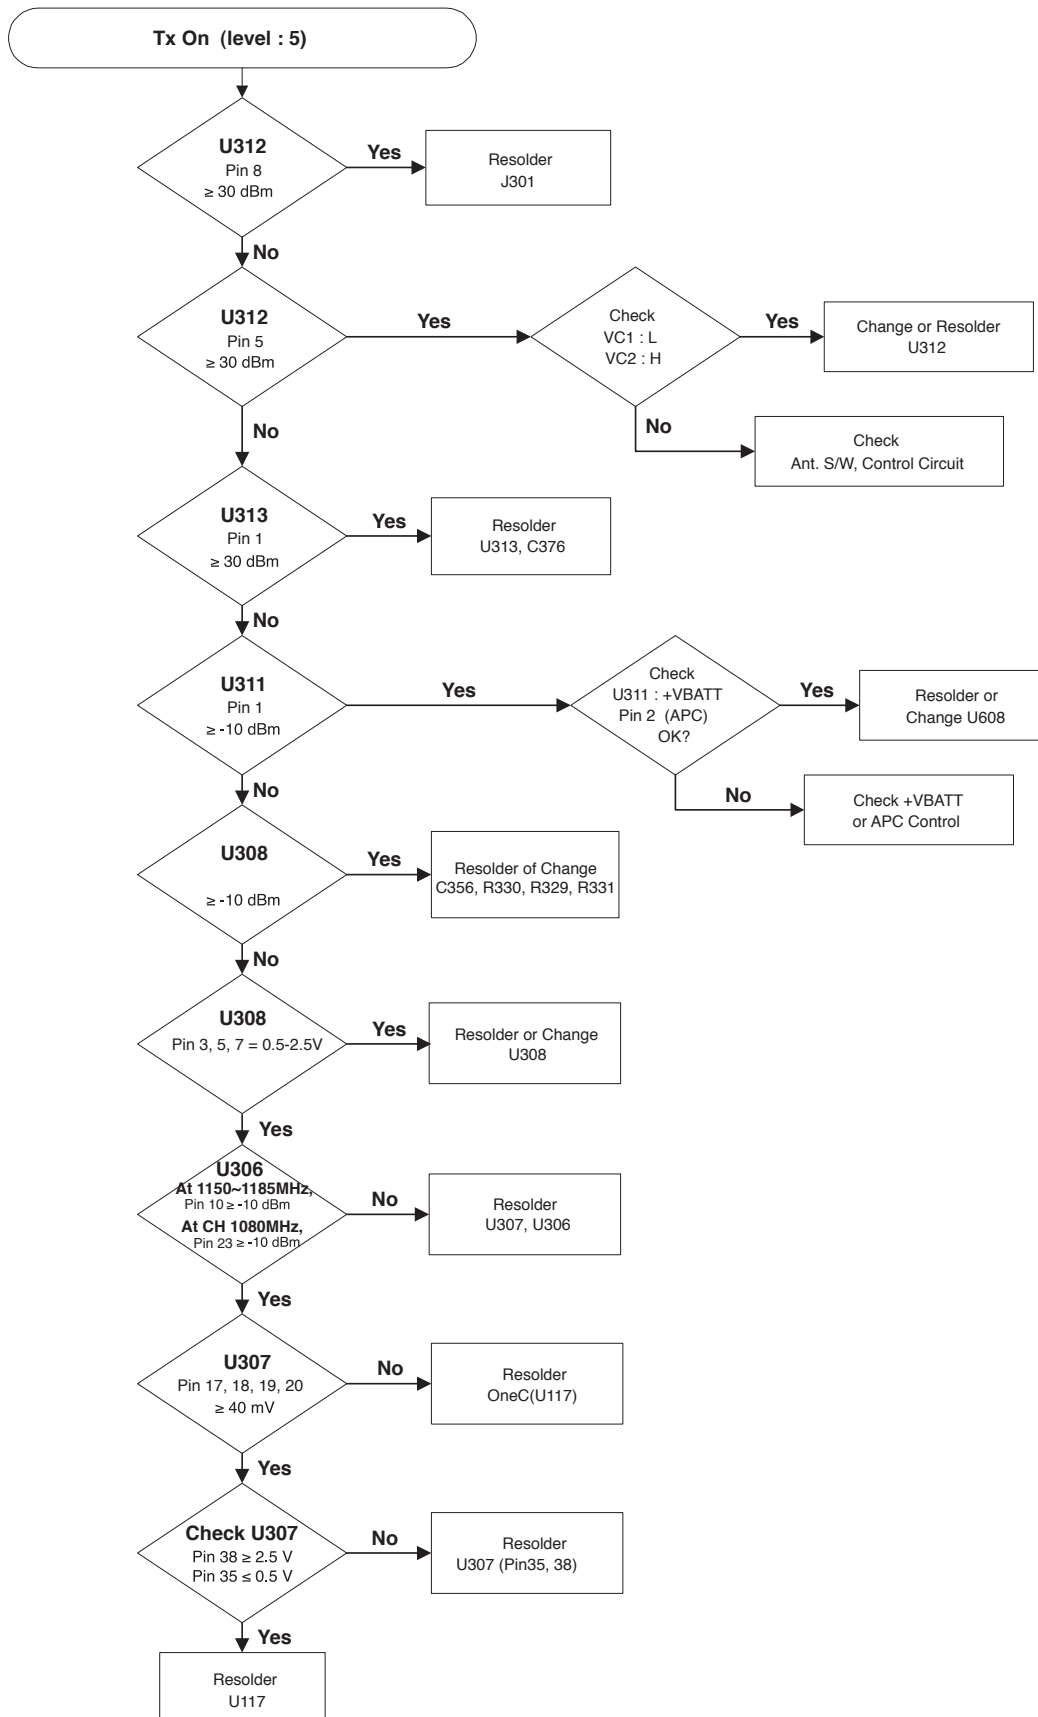 Tx On (level : 5)
U312
Pin 8
≥ 30 dBm
Yes
Resolder
J301
No
U312
Pin 5
≥ 30 dBm
Yes
Check
VC1 : L
VC2 : H
Yes
Change or Resolder
U312
No
Check
Ant. S/W, Control Circuit
No
U313
Pin 1
≥ 30 dBm
Yes
Resolder
U313, C376
No
U311
Pin 1
≥ -10 dBm
Yes
Check
U311 : +VBATT
Pin 2 (APC)
OK?
Yes
Resolder or
Change U608
No
Check +VBATT
or APC Control
No
U308
≥ -10 dBm
Yes
Resolder of Change
C356, R330, R329, R331
No
U308
Pin 3, 5, 7 = 0.5-2.5V
Yes
Resolder or Change
U308
Yes
U306
At 1150~1185MHz,
Pin 10 ≥ -10 dBm
At CH 1080MHz,
Pin 23 ≥ -10 dBm
No
Resolder
U307, U306
Yes
U307
Pin 17, 18, 19, 20
≥ 40 mV
No
Resolder
OneC(U117)
Yes
Check U307
Pin 38 ≥ 2.5 V
Pin 35 ≤ 0.5 V
No
Resolder
U307 (Pin35, 38)
Yes
Resolder
U117